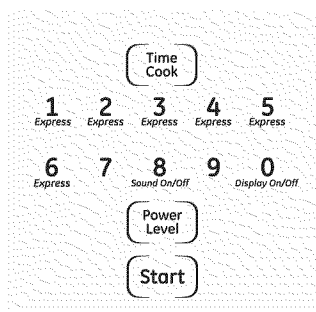 Time
Cook
1 2 3 4 5
Express Express Express Express Express
6 7 8 9 0
Express Sound On/Off Display On/Off
Power
Level
Start